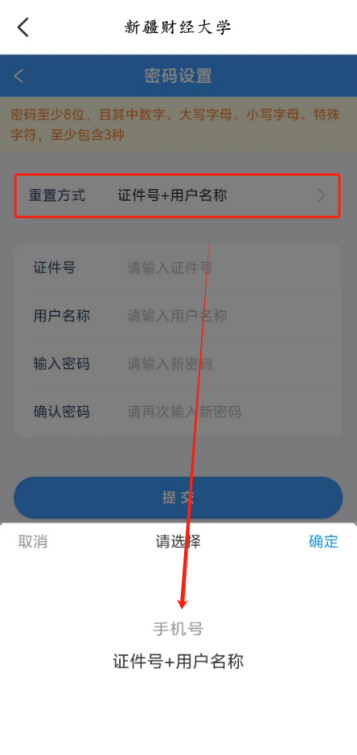 新疆财经大学
密码设置
密码至少8位，且其中数字、大写字母、小写字母、特殊
字符，至少包含3种
重置方式 证件号+用户名称
证件号 请输入证件号
用户名称 请输入用户名称
输入密码 请输入新密码
确认密码 请再次输入新密码
提交
取消 请选择 确定
手机号
证件号+用户名称